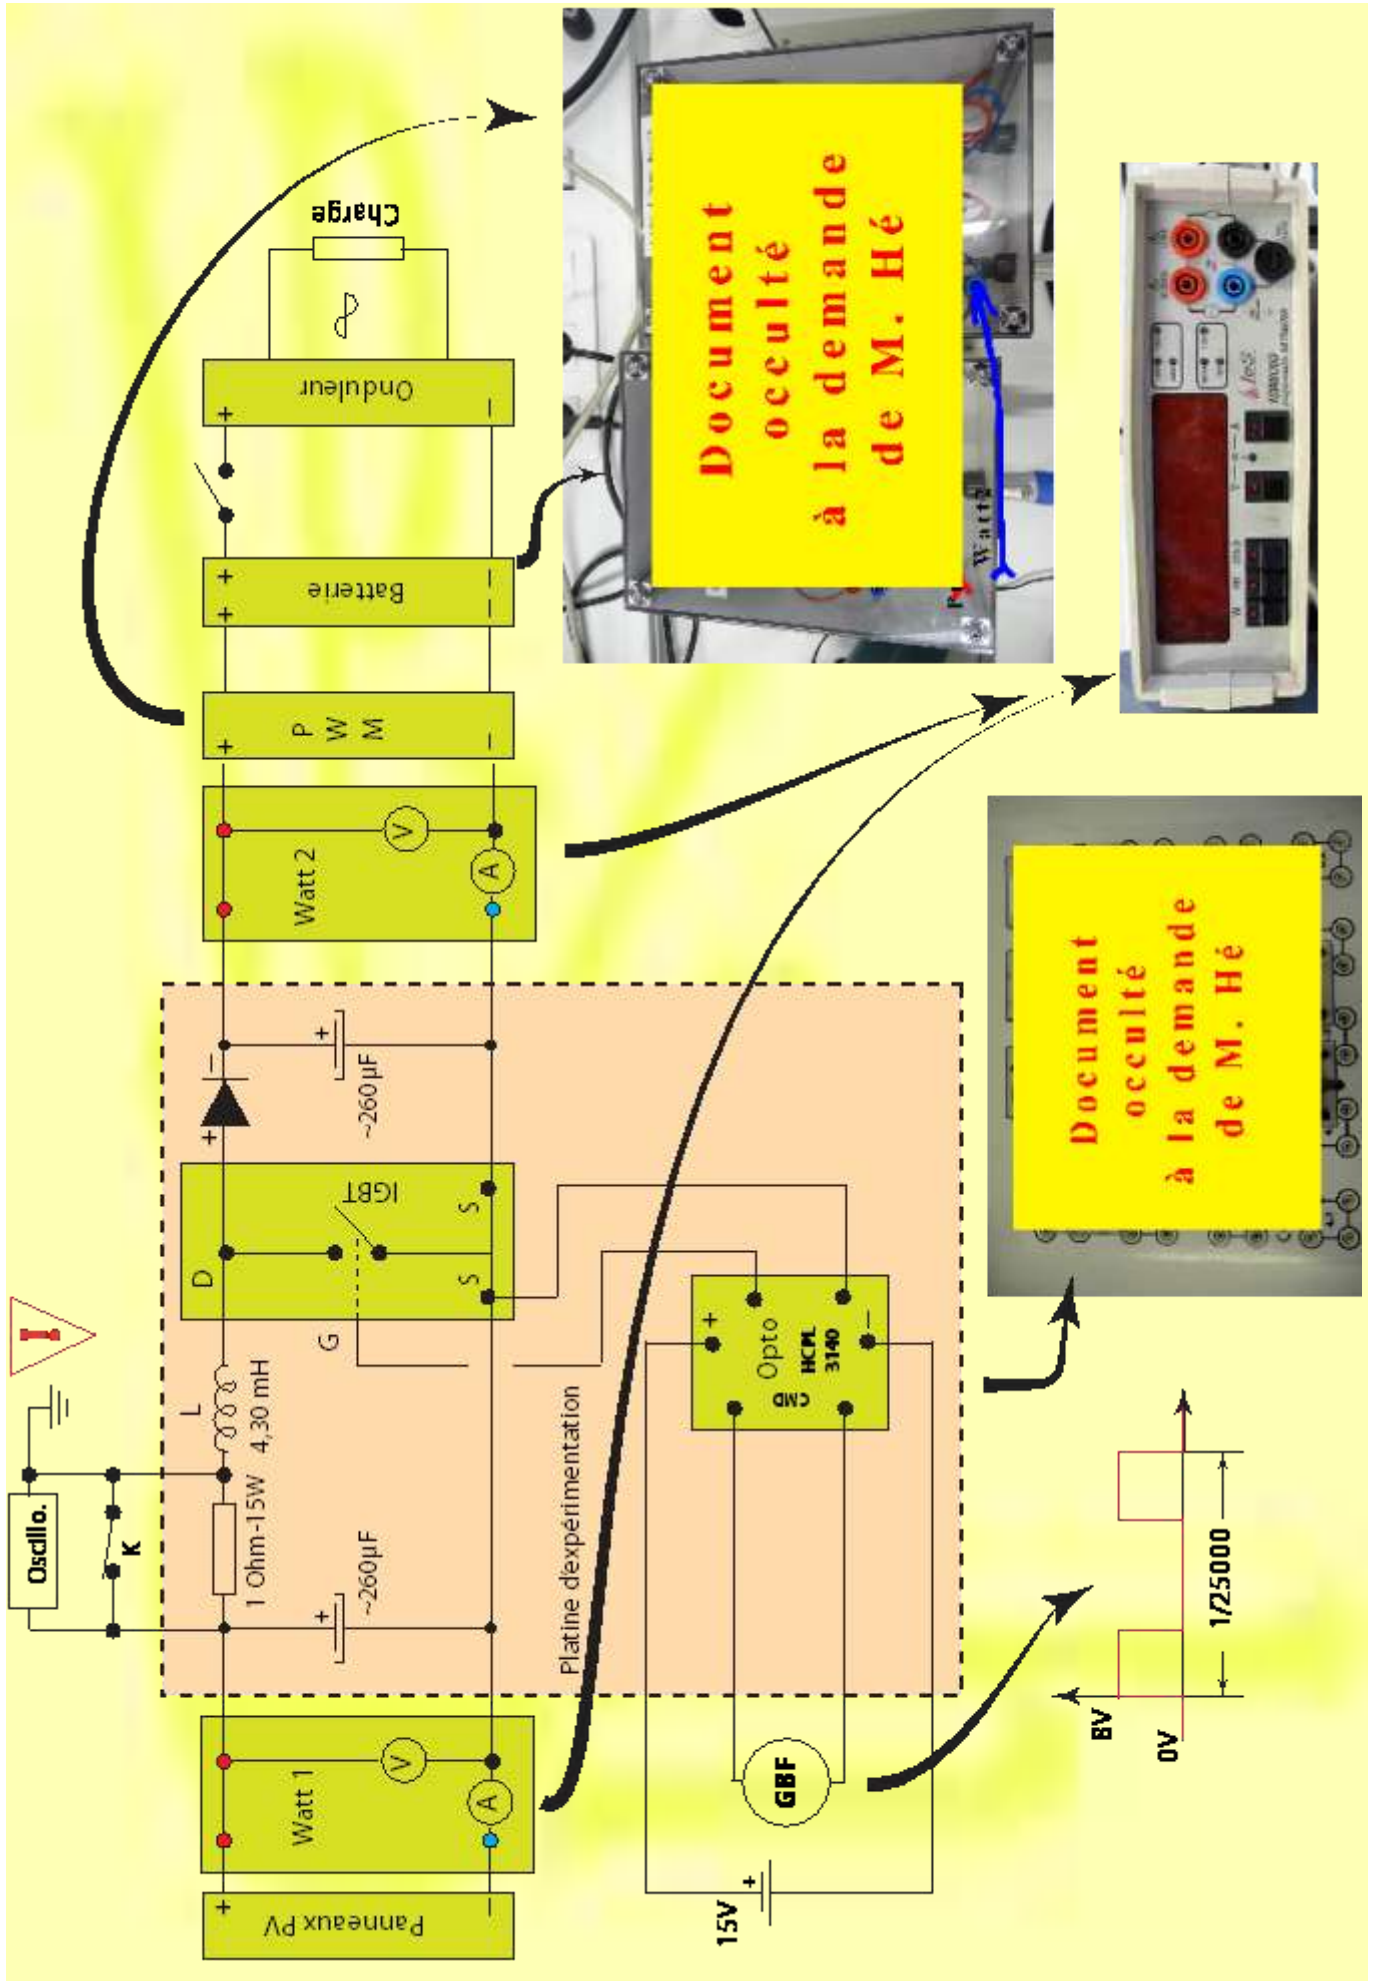 Panneaux PV
+
−
Watt 1
V
A
Oscillo.
K
1 Ohm-15W
+
~260µF
L
4,30 mH
D
G
IGBT
S
S
+
−
+
~260µF
Platine d'expérimentation
Watt 2
V
A
P
W
M
+
−
Batterie
+
+
−
−
Onduleur
+
−
Charge
15V
+
GBF
CMD
Opto
HCPL
3140
+
−
8V
0V
1/25000
Document
occulté
à la demande
de M. Hé
Watt2
Document
occulté
à la demande
de M. Hé